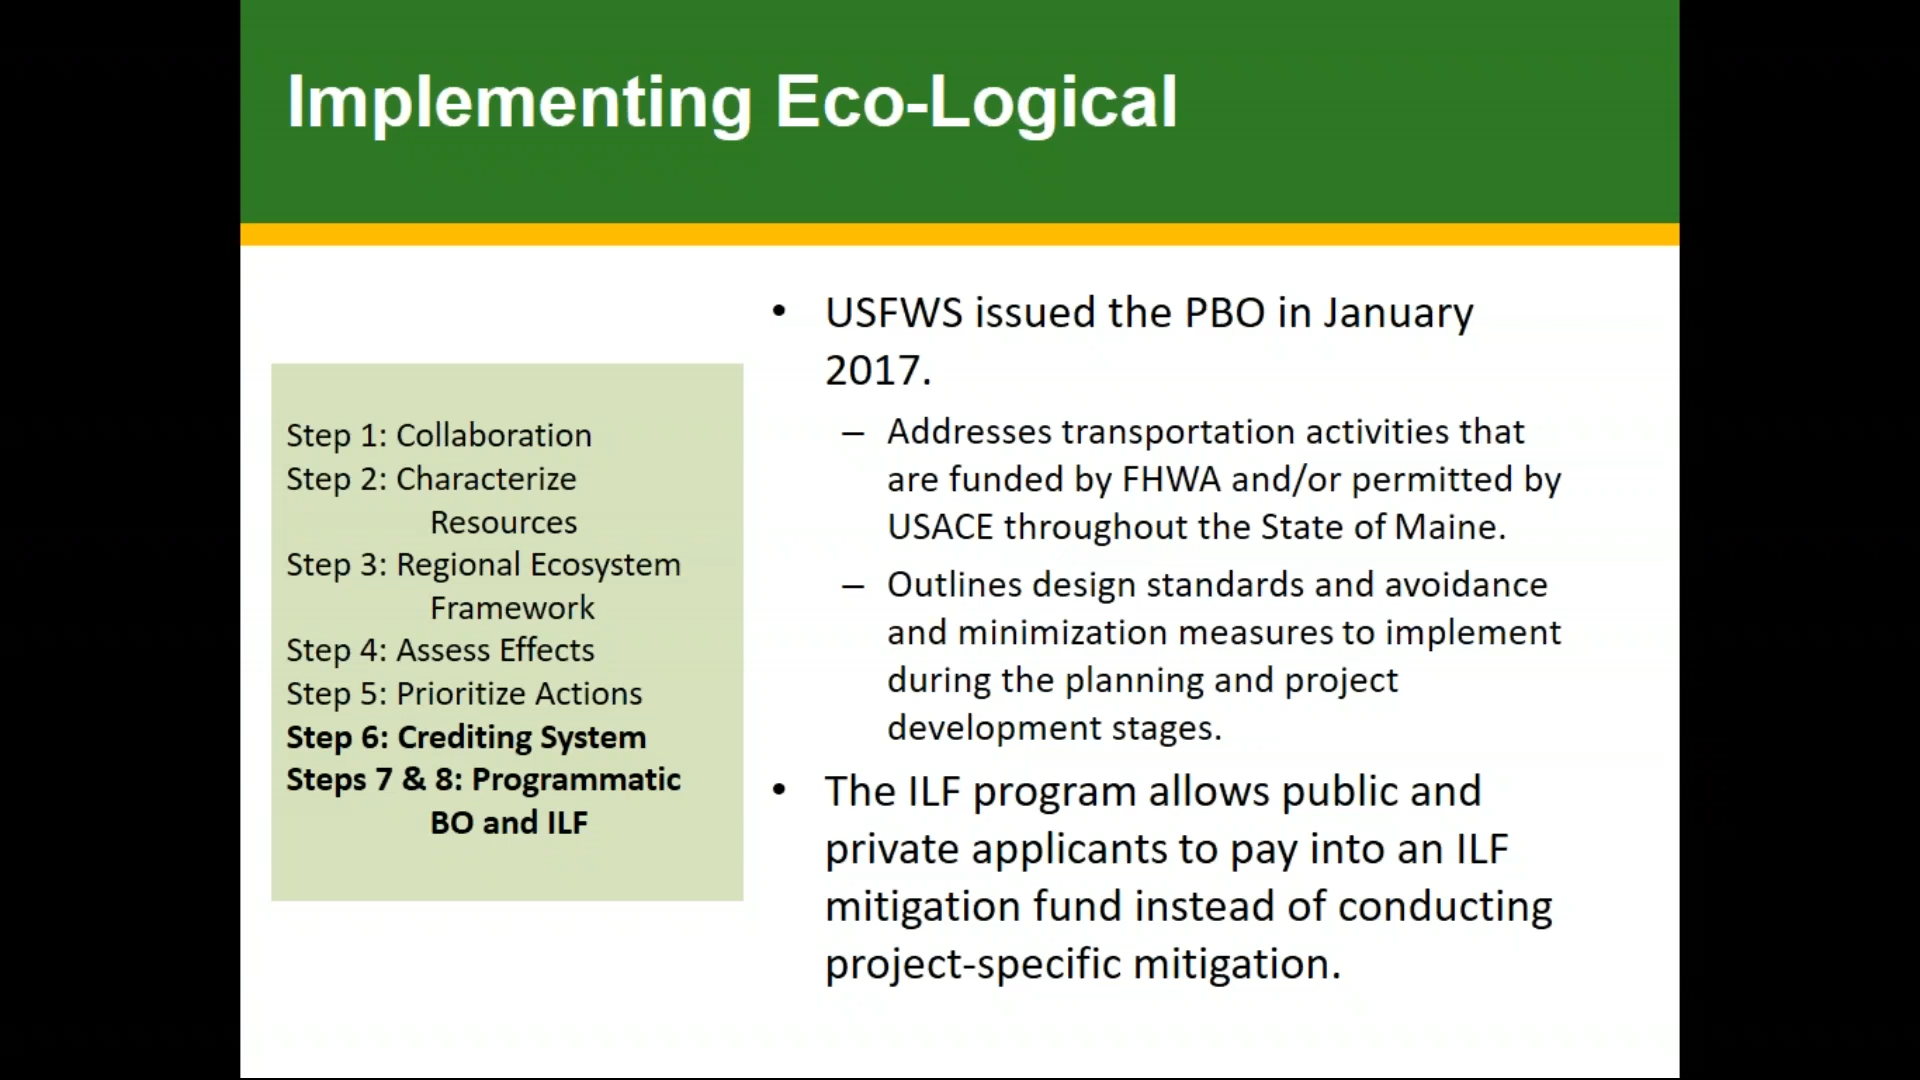 Implementing Eco-Logical
Step 1: Collaboration
Step 2: Characterize
Resources
Step 3: Regional Ecosystem
Framework
Step 4: Assess Effects
Step 5: Prioritize Actions
Step 6: Crediting System
Steps 7 & 8: Programmatic
BO and ILF
• USFWS issued the PBO in January
2017.
– Addresses transportation activities that
are funded by FHWA and/or permitted by
USACE throughout the State of Maine.
– Outlines design standards and avoidance
and minimization measures to implement
during the planning and project
development stages.
• The ILF program allows public and
private applicants to pay into an ILF
mitigation fund instead of conducting
project-specific mitigation.